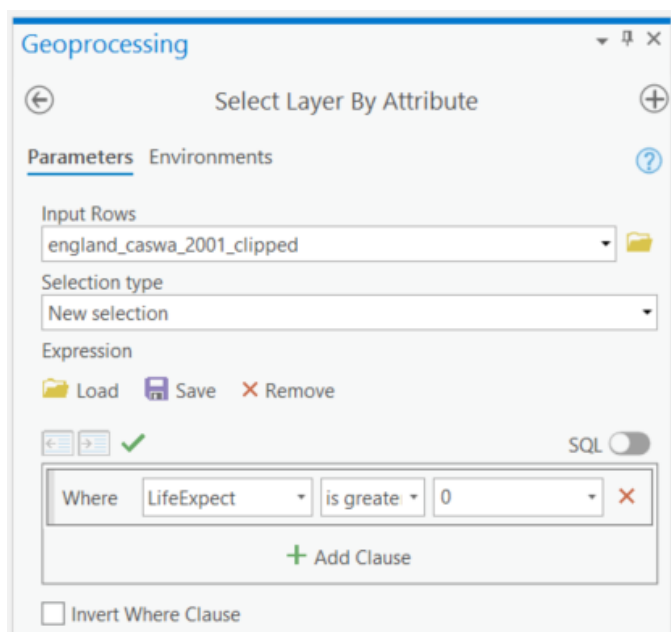 Geoprocessing
Select Layer By Attribute
Parameters Environments
Input Rows
england_caswa_2001_clipped
Selection type
New selection
Expression
Load Save Remove
SQL
Where LifeExpect is greate 0
Add Clause
Invert Where Clause